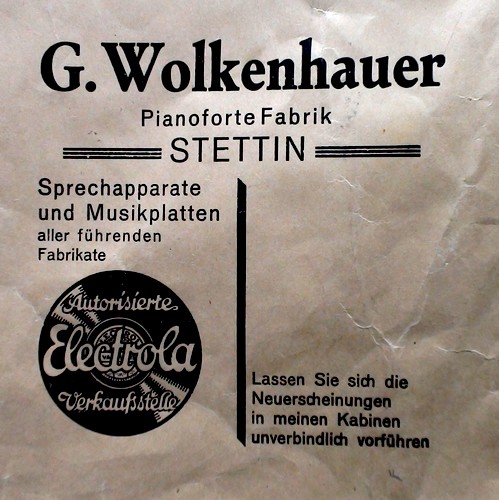 G. Wolkenhauer
Pianoforte Fabrik
STETTIN
Sprechapparate
und Musikplatten
aller führenden
Fabrikate
Autorisierte
Electrola
Verkaufsstelle
Lassen Sie sich die
Neuerscheinungen
in meinen Kabinen
unverbindlich vorführen